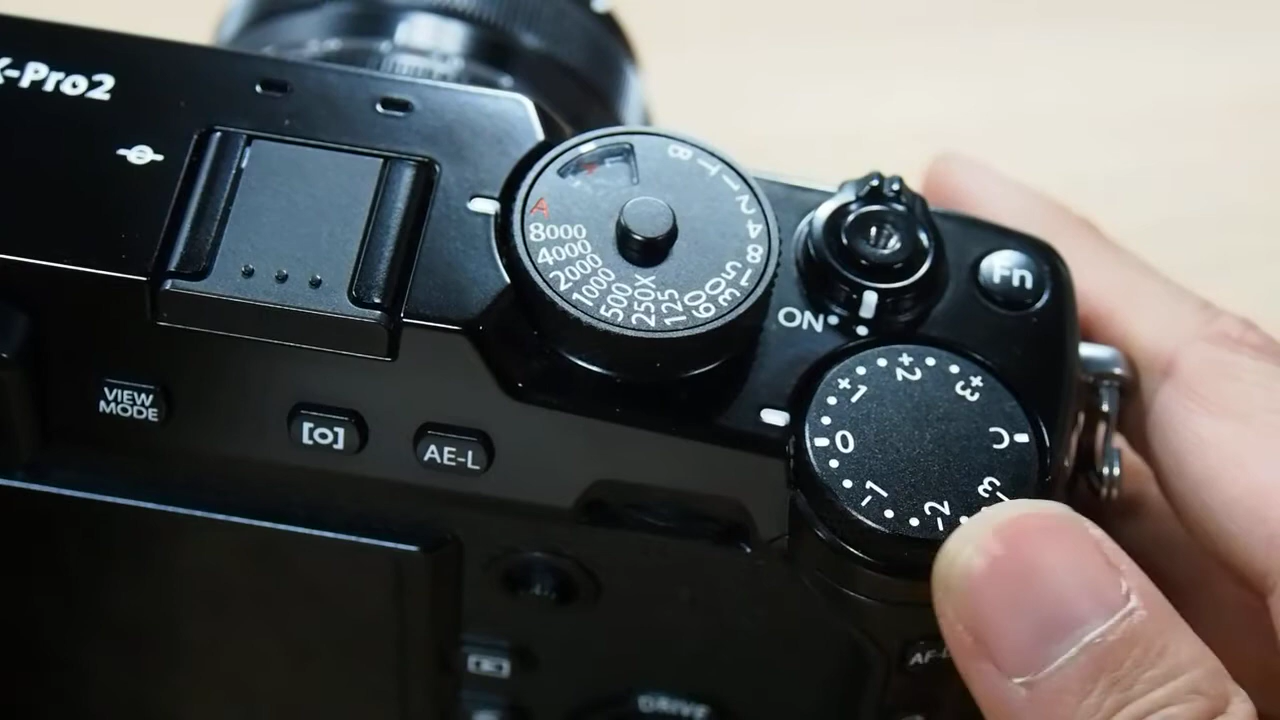 X-Pro2
B T 1 2 4 8 15 30 60 125 250X 500 1000 2000 4000 8000 A
Fn
ON
+3 +2 +1 0 -1 -2 -3 C
VIEW
MODE
[o]
AE-L
DRIVE